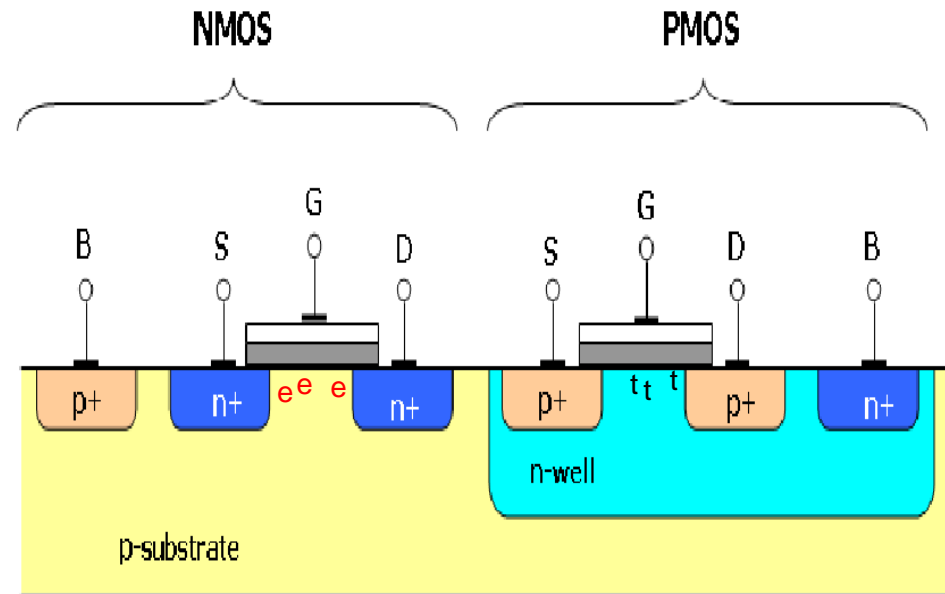 NMOS PMOS
G G
B S D S D B
e e e t t t
p+ n+ n+ p+ p+ n+
n-well
p-substrate